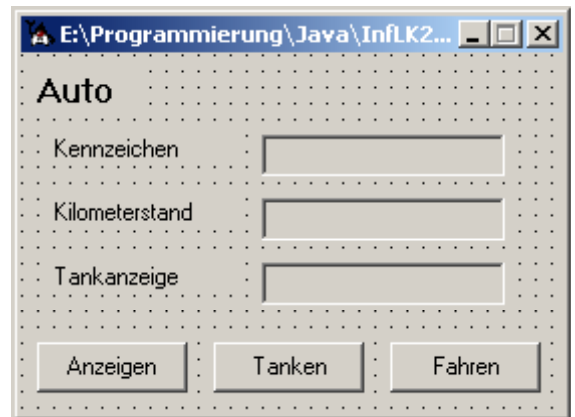 E:\Programmierung\Java\InfLK2...
Auto
Kennzeichen
Kilometerstand
Tankanzeige
Anzeigen Tanken Fahren